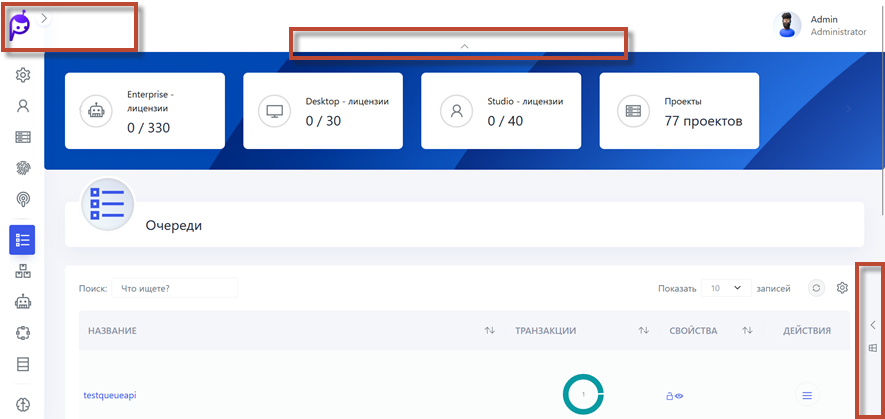 Admin
Administrator
Enterprise -
лицензии
0 / 330
Desktop - лицензии
0 / 30
Studio - лицензии
0 / 40
Проекты
77 проектов
Очереди
Поиск: Что ищете?
Показать 10 записей
НАЗВАНИЕ ТРАНЗАКЦИИ СВОЙСТВА ДЕЙСТВИЯ
testqueueapi 1